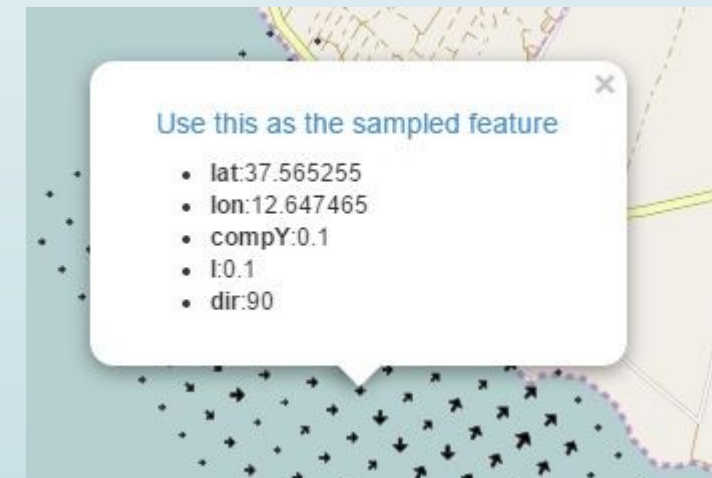 ×
Use this as the sampled feature
• lat:37.565255
• lon:12.647465
• compY:0.1
• l:0.1
• dir:90